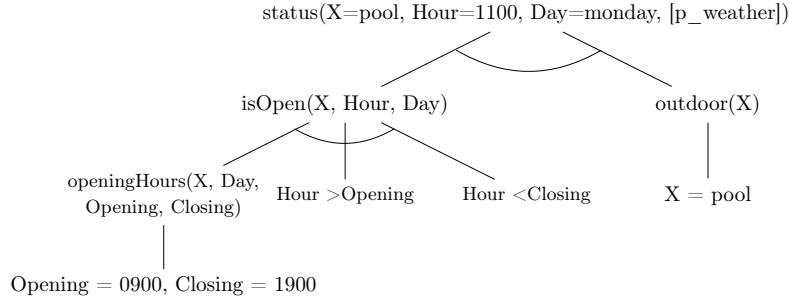 status(X=pool, Hour=1100, Day=monday, [p_weather])
isOpen(X, Hour, Day)
outdoor(X)
openingHours(X, Day,
Opening, Closing)
Hour >Opening
Hour <Closing
X = pool
Opening = 0900, Closing = 1900